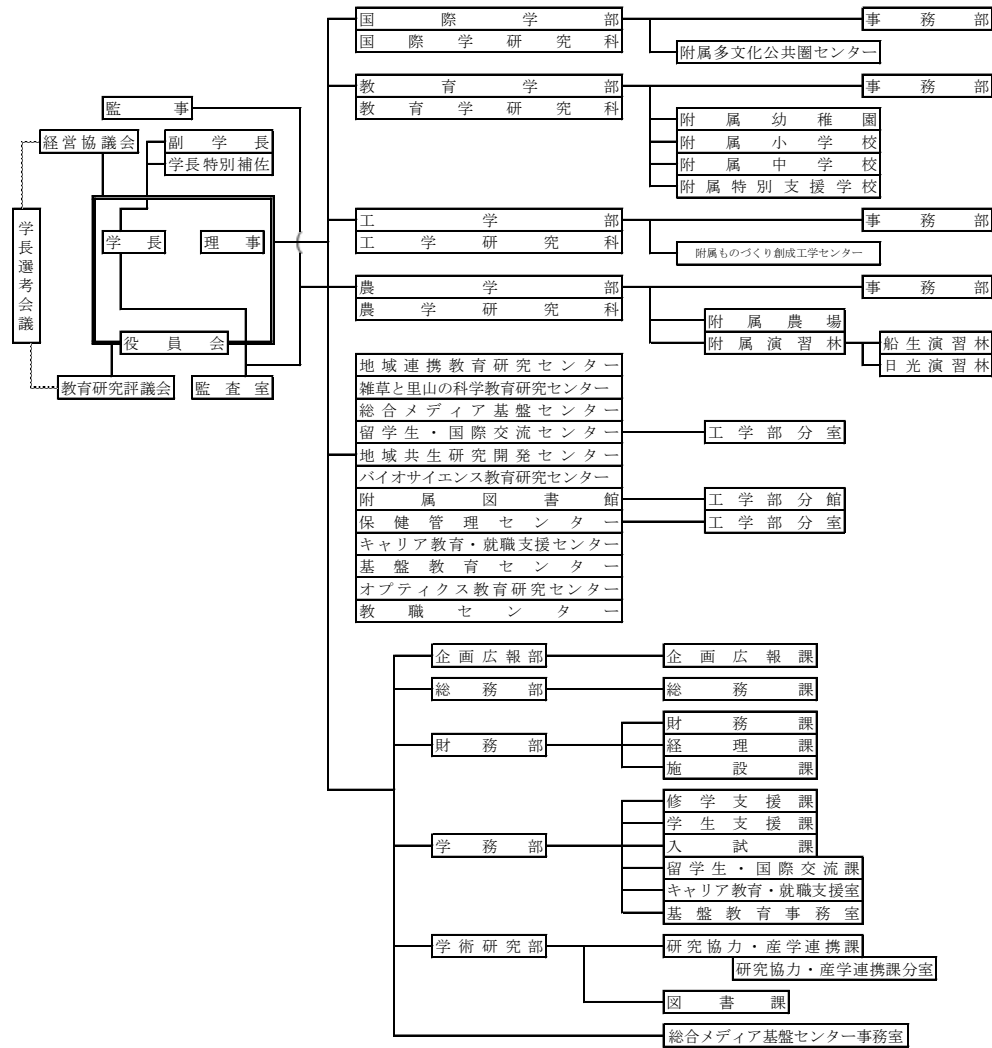 国際学部
国際学研究科
事務部
附属多文化公共圏センター
教育学部
教育学研究科
事務部
附属幼稚園
附属小学校
附属中学校
附属特別支援学校
監事
経営協議会
副学長
学長特別補佐
学長選考会議
学長
理事
役員会
教育研究評議会
監査室
工学部
工学研究科
事務部
附属ものづくり創成工学センター
農学部
農学研究科
事務部
附属農場
附属演習林
船生演習林
日光演習林
地域連携教育研究センター
雑草と里山の科学教育研究センター
総合メディア基盤センター
留学生・国際交流センター
工学部分室
地域共生研究開発センター
バイオサイエンス教育研究センター
附属図書館
工学部分館
保健管理センター
工学部分室
キャリア教育・就職支援センター
基盤教育センター
オプティクス教育研究センター
教職センター
企画広報部
企画広報課
総務部
総務課
財務部
財務課
経理課
施設課
学務部
修学支援課
学生支援課
入試課
留学生・国際交流課
キャリア教育・就職支援室
基盤教育事務室
学術研究部
研究協力・産学連携課
研究協力・産学連携課分室
図書課
総合メディア基盤センター事務室